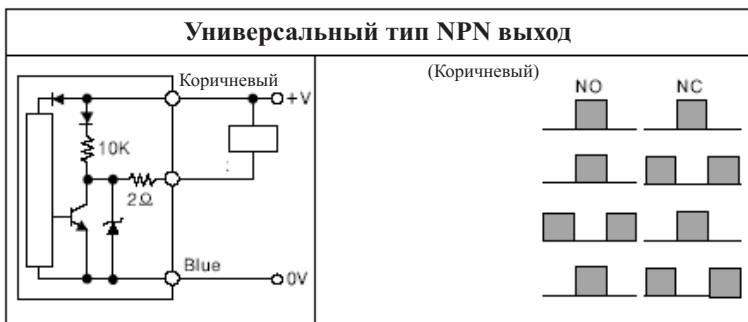 Универсальный тип NPN выход
Коричневый
+V
10K
2Ω
:
Blue
0V
(Коричневый)
NO NC